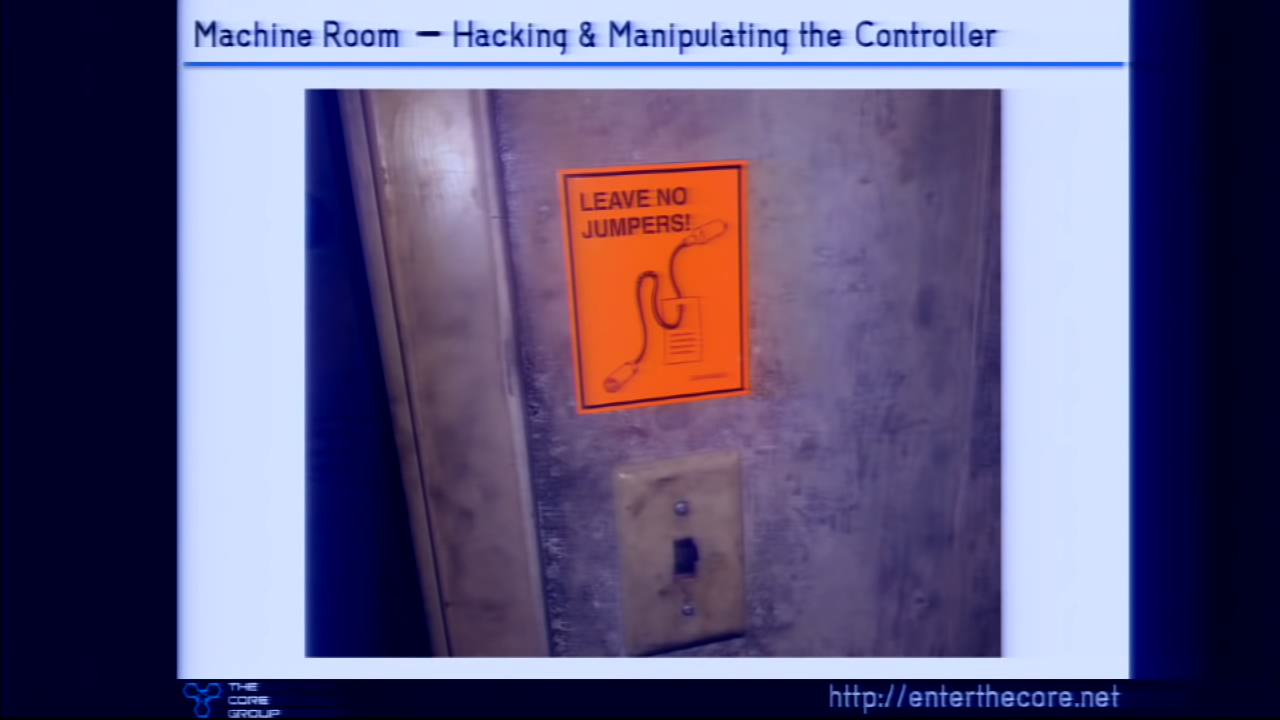 Machine Room — Hacking & Manipulating the Controller
LEAVE NO
JUMPERS!
THE
CORE
GROUP
http://enterthecore.net